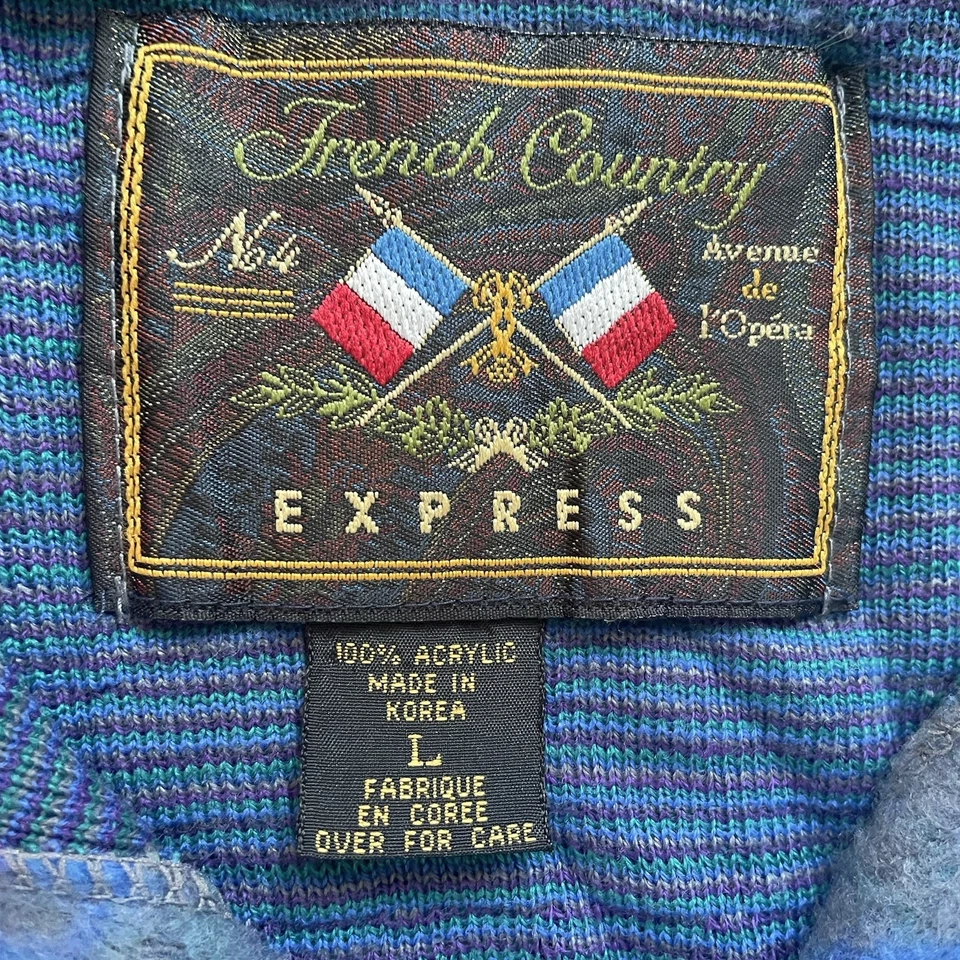 French Country
No4
Avenue
de
l'Opéra
EXPRESS
100% ACRYLIC
MADE IN
KOREA
L
FABRIQUE
EN COREE
OVER FOR CARE